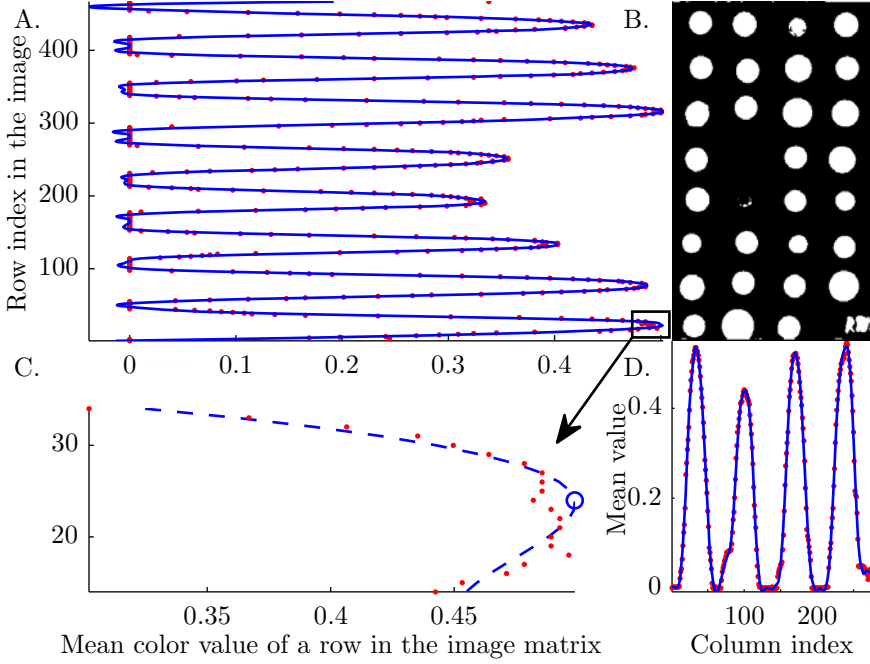 A.
B.
Row index in the image
400
300
200
100
0
0.1
0.2
0.3
0.4
C.
D.
30
20
0.35
0.4
0.45
Mean color value of a row in the image matrix
Mean value
0.4
0.2
0
100
200
Column index